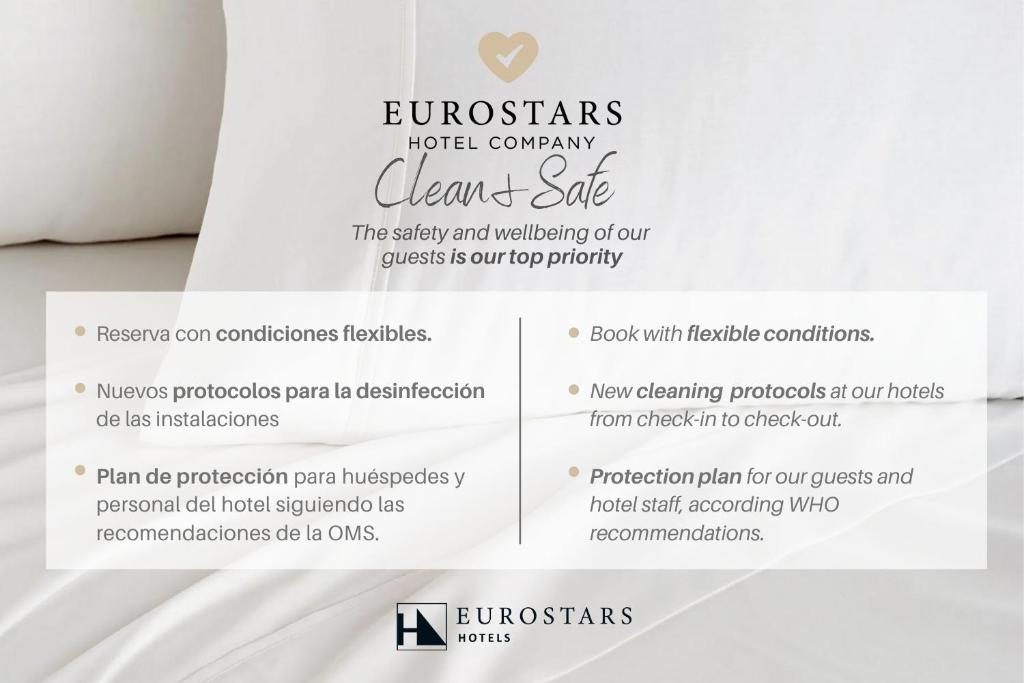 EUROSTARS
HOTEL COMPANY
Clean + Safe
The safety and wellbeing of our
guests is our top priority
Reserva con condiciones flexibles.
Nuevos protocolos para la desinfección
de las instalaciones
Plan de protección para huéspedes y
personal del hotel siguiendo las
recomendaciones de la OMS.
Book with flexible conditions.
New cleaning protocols at our hotels
from check-in to check-out.
Protection plan for our guests and
hotel staff, according WHO
recommendations.
EUROSTARS
HOTELS